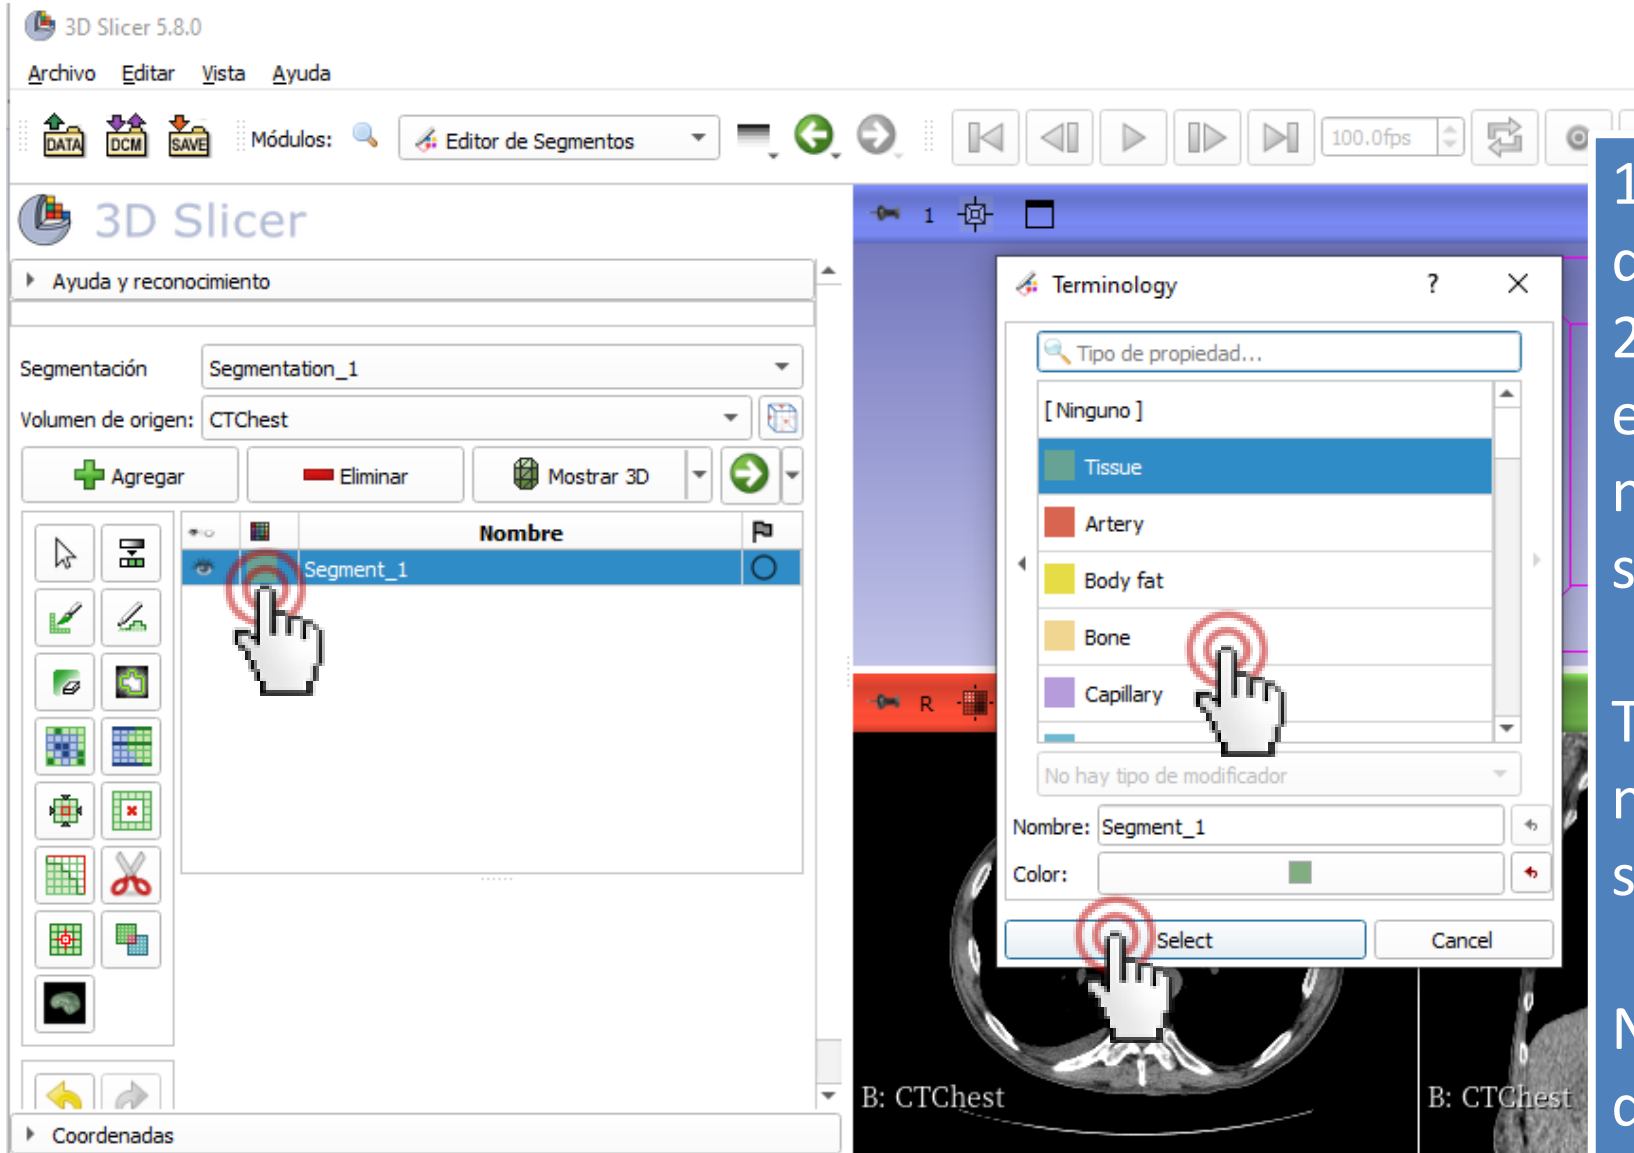 3D Slicer 5.8.0
Archivo Editar Vista Ayuda
DATA DCM SAVE Módulos: Editor de Segmentos 100.0fps
3D Slicer
Ayuda y reconocimiento
Segmentación Segmentation_1
Volumen de origen: CTChest
Agregar Eliminar Mostrar 3D
Nombre
Segment_1
Coordenadas
1
R
B: CTChest
B: CTChest
Terminology ?
Tipo de propiedad...
[ Ninguno ]
Tissue
Artery
Body fat
Bone
Capillary
No hay tipo de modificador
Nombre: Segment_1
Color:
Select Cancel
1
2